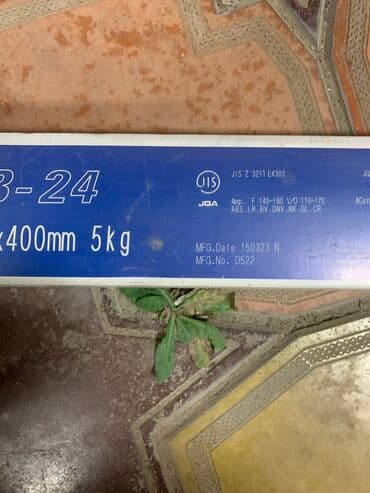 B-24
x400mm 5kg
JIS
JQA
JIS Z 3211 E4303
Amp. F 140-190 V/O 110-170
ABS.LR.BV.DNV.NK.GL.CR
MFG.Date 150323 N
MFG.No. D522